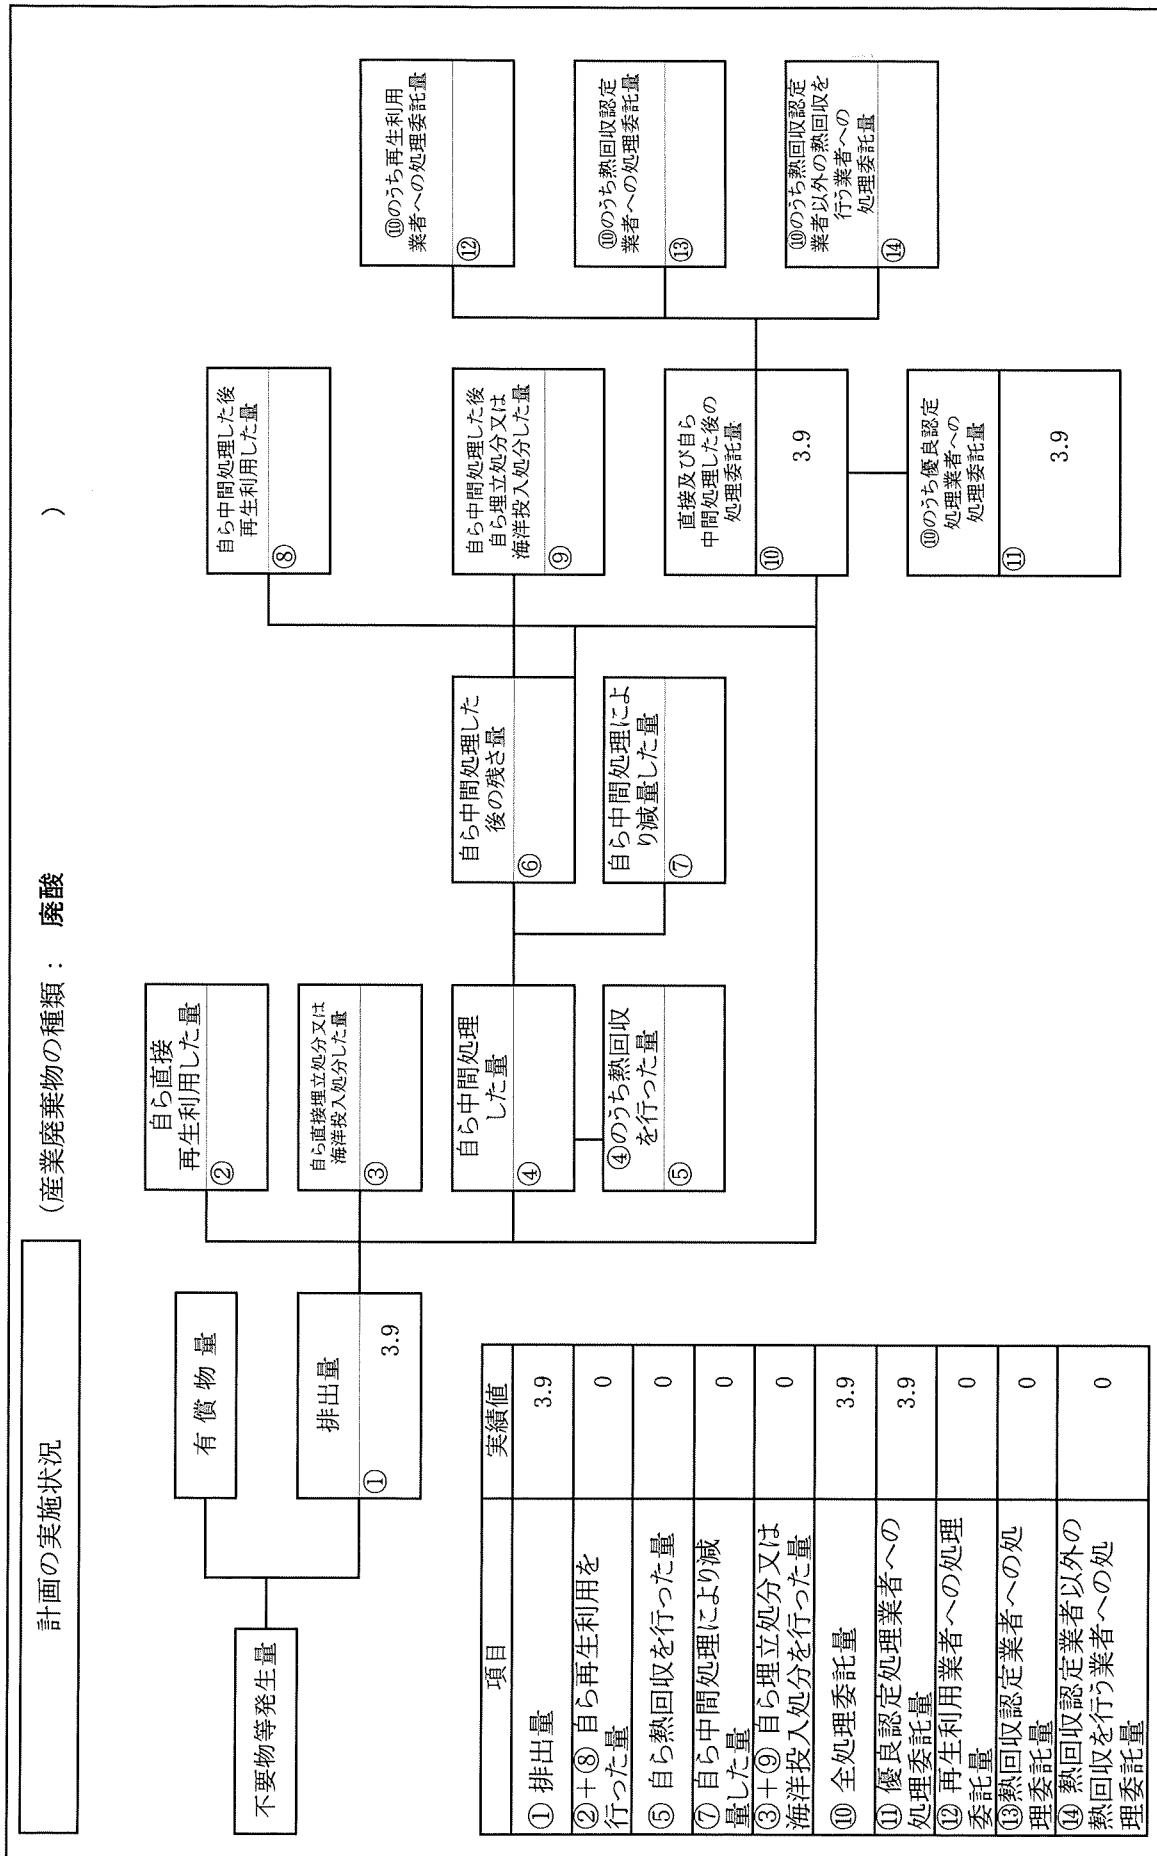 計画の実施状況
(産業廃棄物の種類： 廃酸 )
不要物等発生量
有償物量
排出量
① 3.9
自ら直接
再生利用した量
②
自ら直接埋立処分又は
海洋投入処分した量
③
自ら中間処理
した量
④
④のうち熱回収
を行った量
⑤
自ら中間処理した
後の残さ量
⑥
自ら中間処理によ
り減量した量
⑦
自ら中間処理した後
再生利用した量
⑧
自ら中間処理した後
自ら埋立処分又は
海洋投入処分した量
⑨
直接及び自ら
中間処理した後の
処理委託量
⑩ 3.9
⑩のうち優良認定
処理業者への
処理委託量
⑪ 3.9
⑩のうち再生利用
業者への処理委託量
⑫
⑩のうち熱回収認定
業者への処理委託量
⑬
⑩のうち熱回収認定
業者以外の熱回収を
行う業者への
処理委託量
⑭
項目 実績値
① 排出量 3.9
②＋⑧ 自ら再生利用を
行った量 0
⑤ 自ら熱回収を行った量 0
⑦ 自ら中間処理により減
量した量 0
③＋⑨ 自ら埋立処分又は
海洋投入処分を行った量 0
⑩ 全処理委託量 3.9
⑪ 優良認定処理業者への
処理委託量 3.9
⑫ 再生利用業者への処理
委託量 0
⑬熱回収認定業者への処
理委託量 0
⑭ 熱回収認定業者以外の
熱回収を行う業者への処
理委託量 0